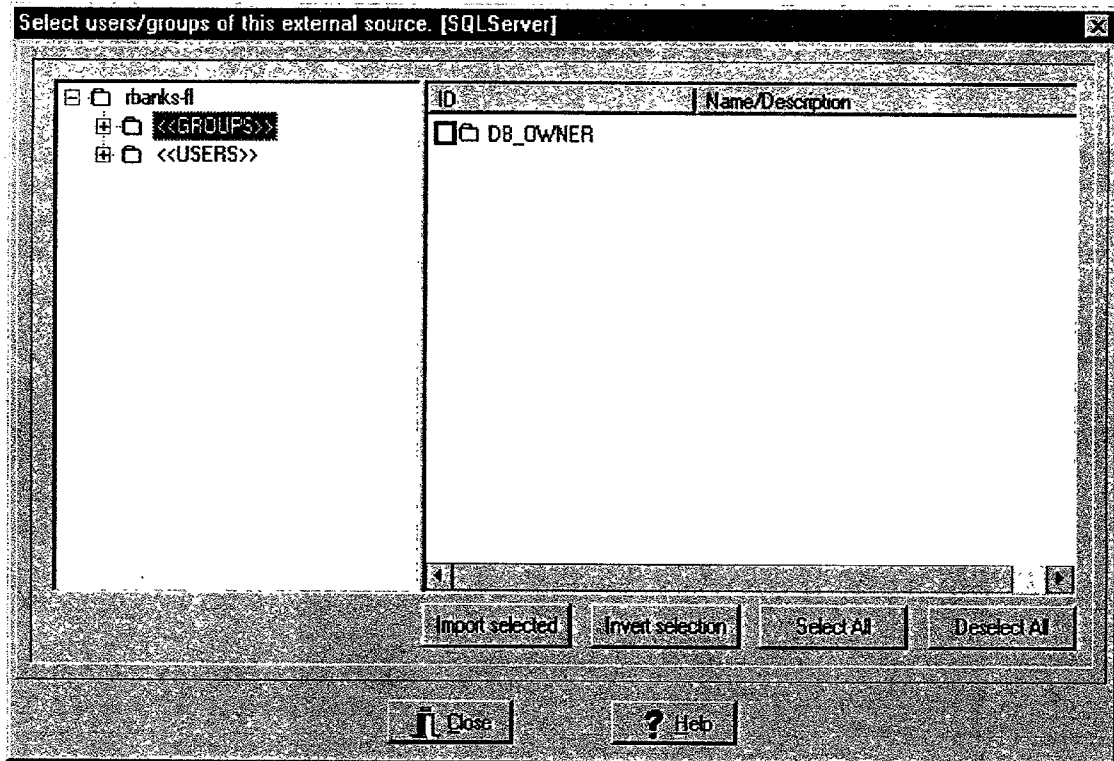 Select users/groups of this external source. [SQLServer]
rbanks-fl
<<GROUPS>>
<<USERS>>
ID Name/Description
DB_OWNER
Import selected Invert selection Select All Deselect All
Close ? Help